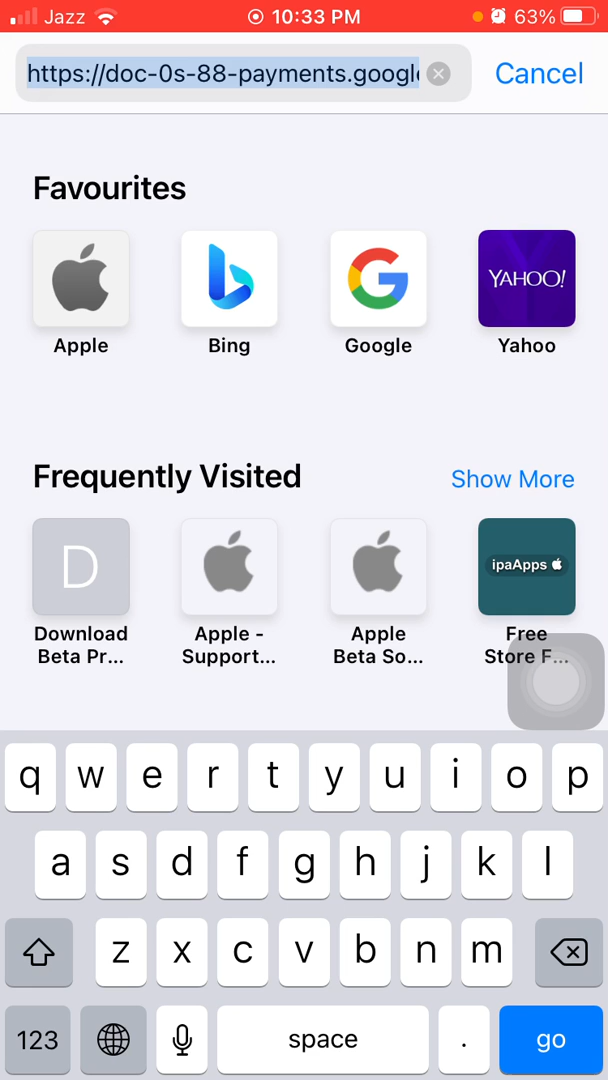 Jazz 10:33 PM 63%
https://doc-0s-88-payments.googl Cancel
Favourites
YAHOO!
Apple Bing Google Yahoo
Frequently Visited Show More
D ipaApps
Download Apple - Apple Free
Beta Pr... Support... Beta So... Store F...
q w e r t y u i o p
a s d f g h j k l
z x c v b n m
123 space . go